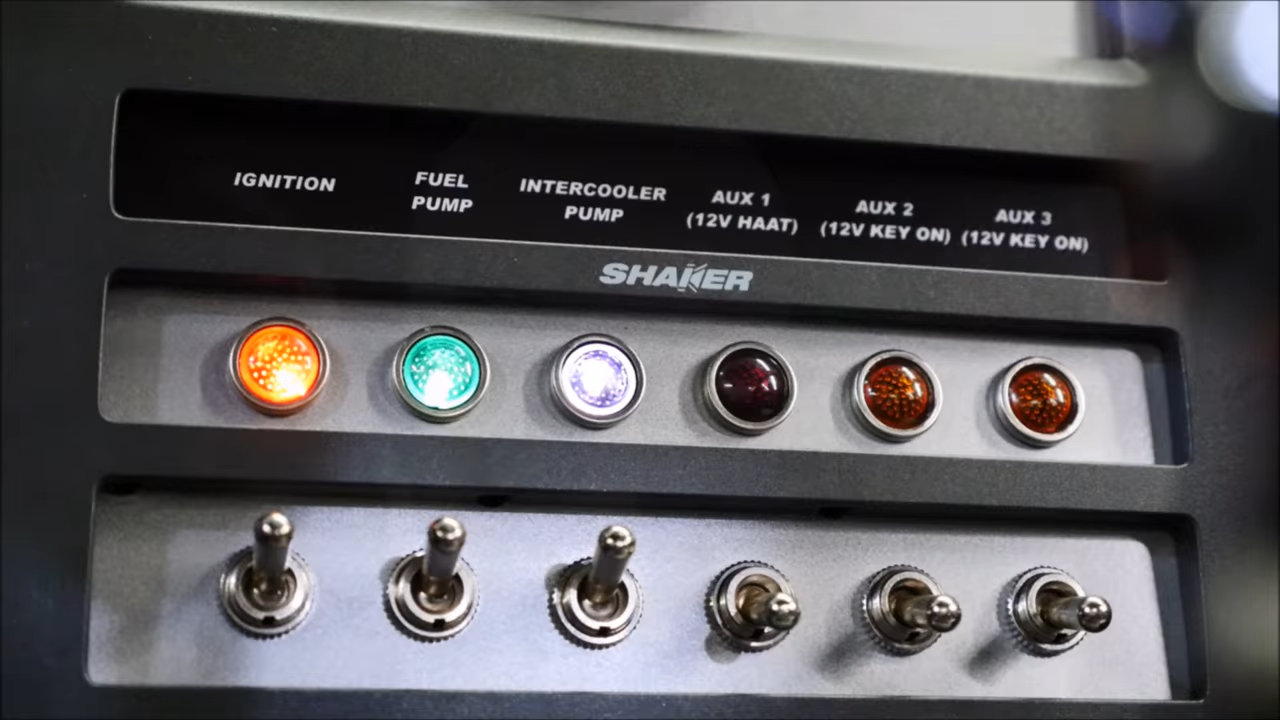 IGNITION
FUEL
PUMP
INTERCOOLER
PUMP
AUX 1
(12V HAAT)
AUX 2
(12V KEY ON)
AUX 3
(12V KEY ON)
SHAKER